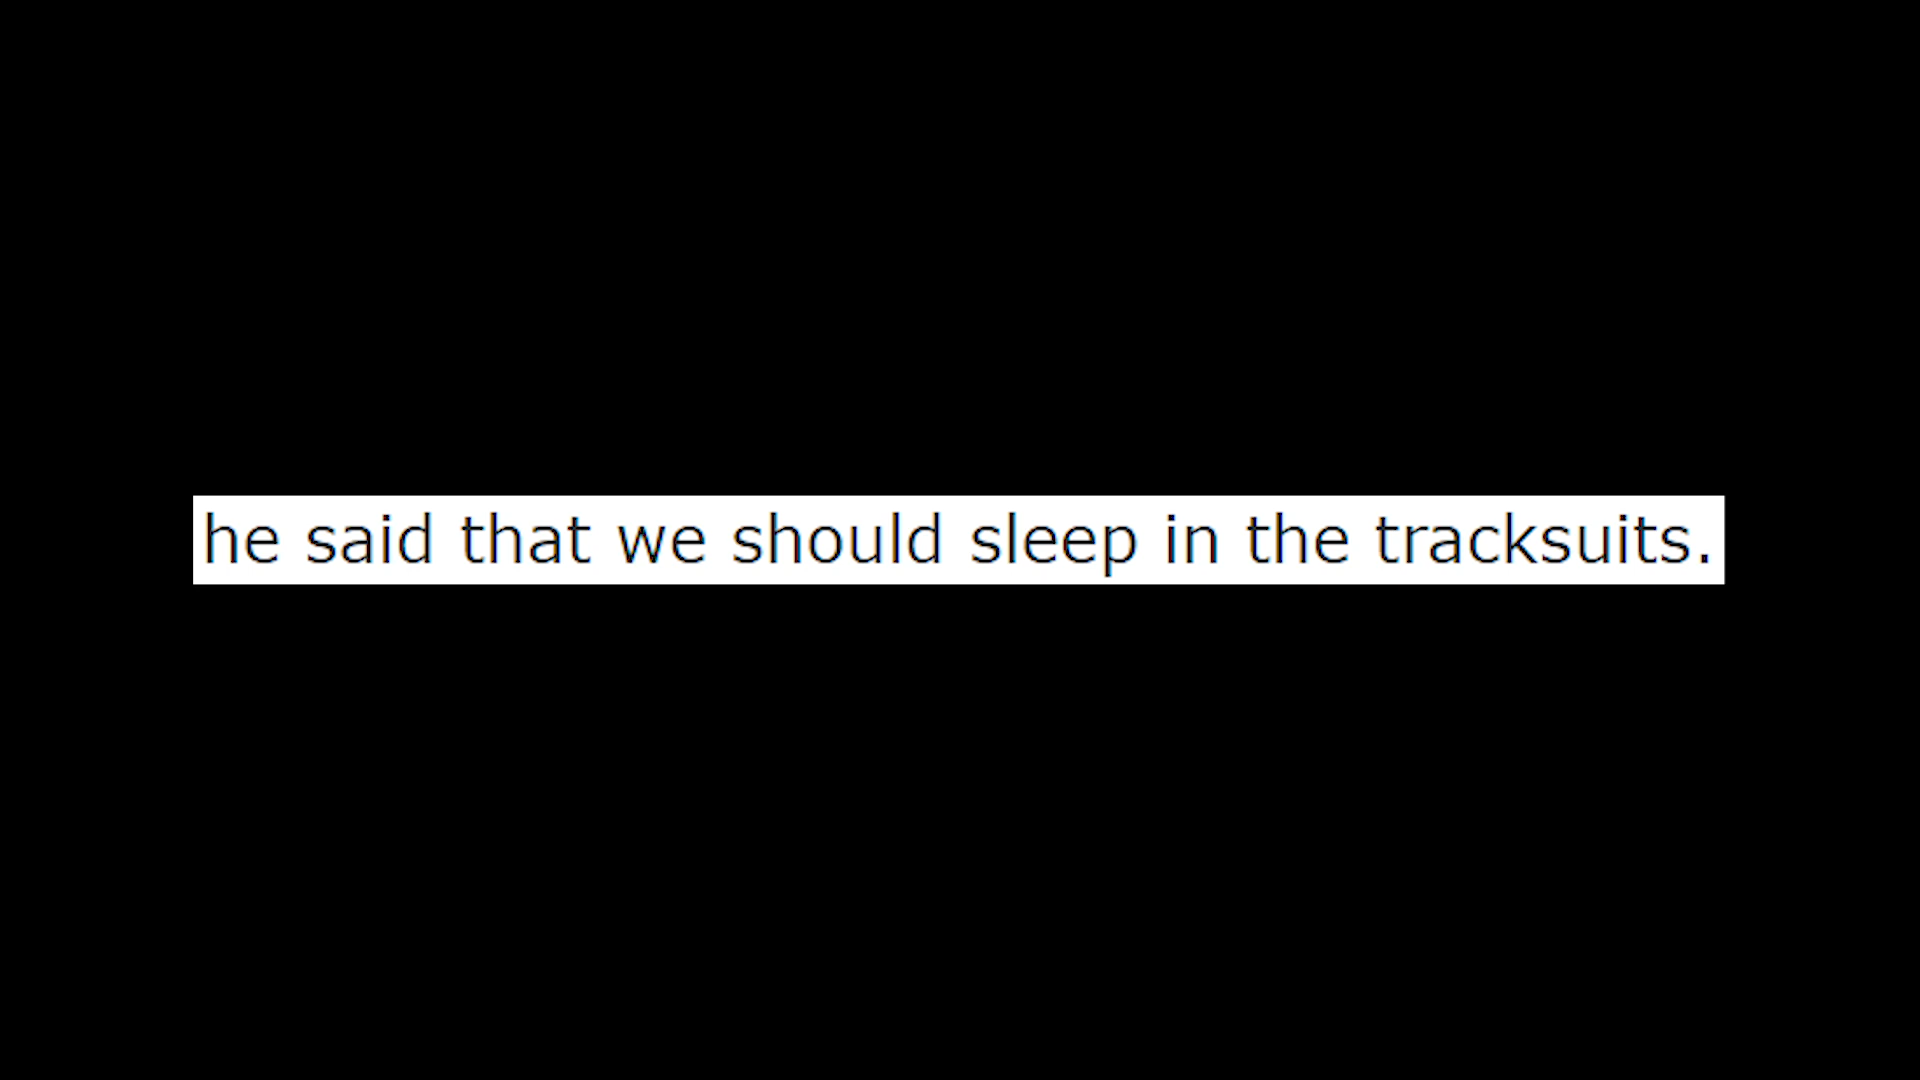 he said that we should sleep in the tracksuits.